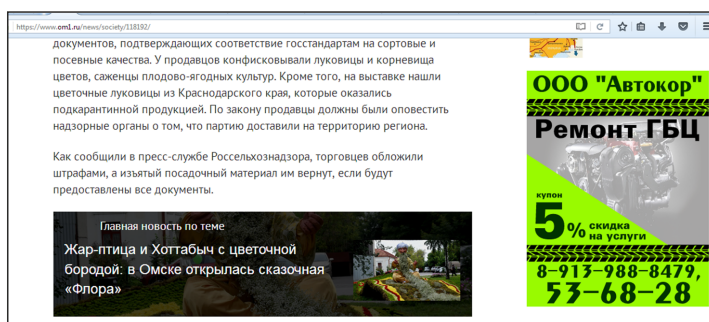 https://www.om1.ru/news/society/118192/
документов, подтверждающих соответствие госстандартам на сортовые и
посевные качества. У продавцов конфисковывали луковицы и корневища
цветов, саженцы плодово-ягодных культур. Кроме того, на выставке нашли
цветочные луковицы из Краснодарского края, которые оказались
подкарантинной продукцией. По закону продавцы должны были оповестить
надзорные органы о том, что партию доставили на территорию региона.
Как сообщили в пресс-службе Россельхознадзора, торговцев обложили
штрафами, а изъятый посадочный материал им вернут, если будут
предоставлены все документы.
Главная новость по теме
Жар-птица и Хоттабыч с цветочной
бородой: в Омске открылась сказочная
«Флора»
ООО "Автокор"
Ремонт ГБЦ
купон
5% скидка
на услуги
8-913-988-8479,
53-68-28